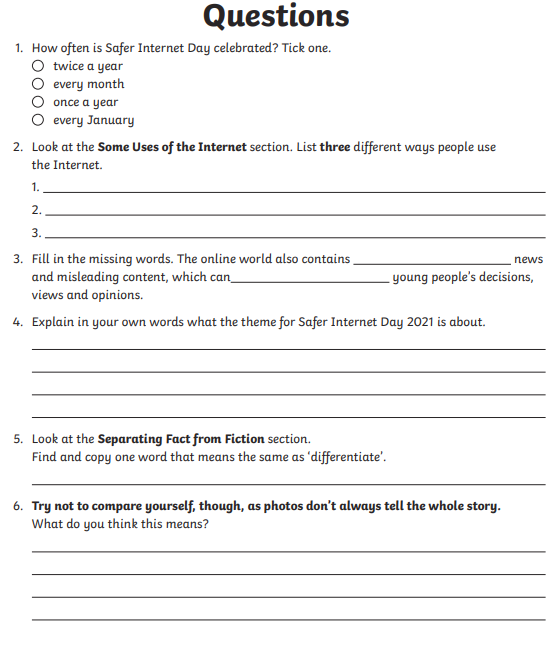 Questions
1. How often is Safer Internet Day celebrated? Tick one.
twice a year
every month
once a year
every January
2. Look at the Some Uses of the Internet section. List three different ways people use
the Internet.
1.
2.
3.
3. Fill in the missing words. The online world also contains ______________________ news
and misleading content, which can______________________ young people's decisions,
views and opinions.
4. Explain in your own words what the theme for Safer Internet Day 2021 is about.
5. Look at the Separating Fact from Fiction section.
Find and copy one word that means the same as ‘differentiate’.
6. Try not to compare yourself, though, as photos don't always tell the whole story.
What do you think this means?